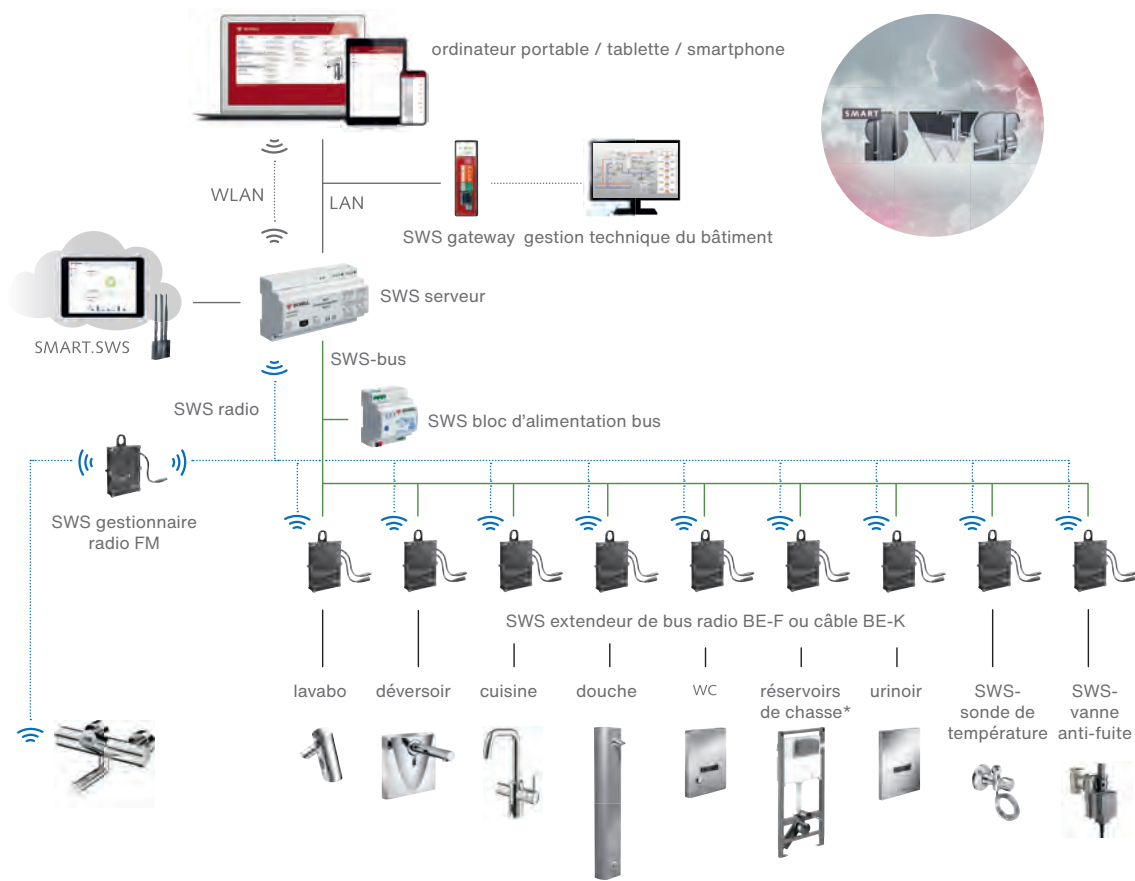 ordinateur portable / tablette / smartphone
SMART
SWS
WLAN
LAN
SWS gateway gestion technique du bâtiment
SWS serveur
SMART.SWS
SWS-bus
SWS radio
SWS bloc d'alimentation bus
SWS gestionnaire
radio FM
SWS extendeur de bus radio BE-F ou câble BE-K
lavabo
déversoir
cuisine
douche
WC
réservoirs
de chasse*
urinoir
SWS-
sonde de
température
SWS-
vanne
anti-fuite